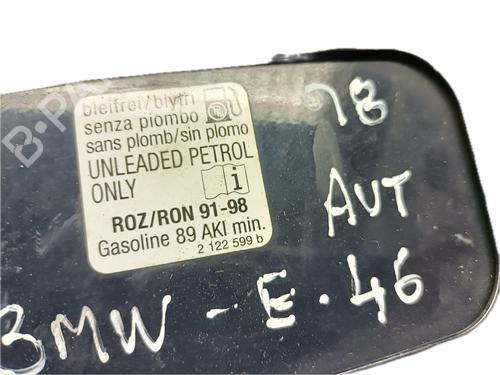 bleifrei/blyfri
senza piombo
sans plomb/sin plomo
UNLEADED PETROL
ONLY
ROZ/RON 91-98
Gasoline 89 AKI min.
2 122 599 b
18
AUT
BMW - E. 46